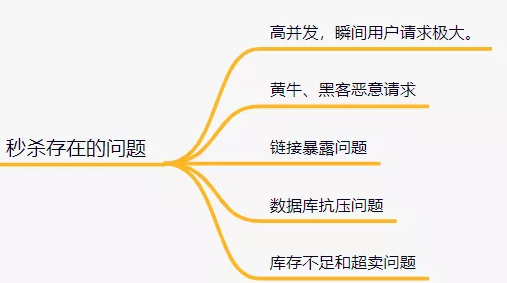 高并发，瞬间用户请求极大。
黄牛、黑客恶意请求
秒杀存在的问题
链接暴露问题
数据库抗压问题
库存不足和超卖问题